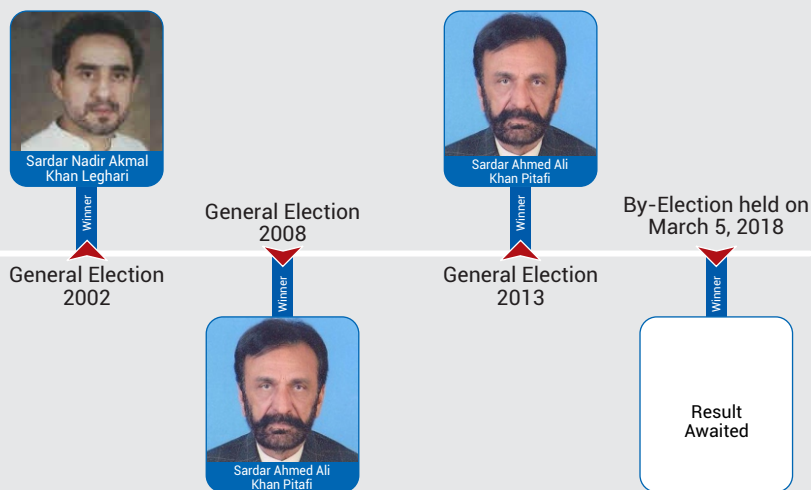 Sardar Nadir Akmal
Khan Leghari
Winner
General Election
2002
General Election
2008
Winner
Sardar Ahmed Ali
Khan Pitafi
Sardar Ahmed Ali
Khan Pitafi
Winner
General Election
2013
By-Election held on
March 5, 2018
Winner
Result
Awaited